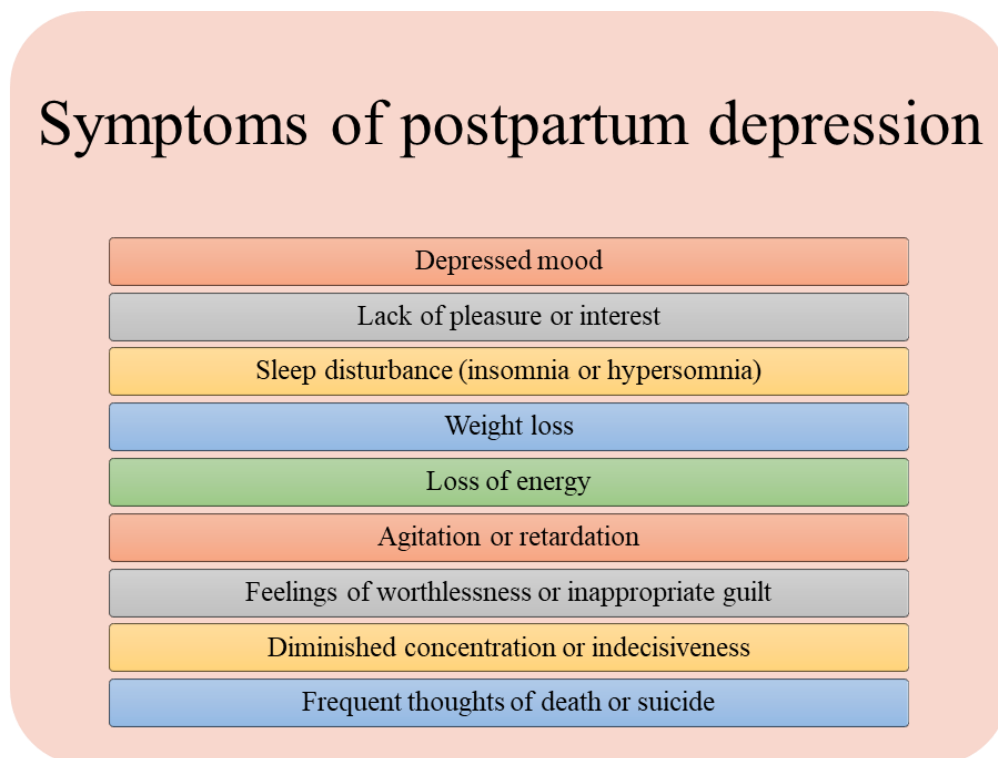 Symptoms of postpartum depression
Depressed mood
Lack of pleasure or interest
Sleep disturbance (insomnia or hypersomnia)
Weight loss
Loss of energy
Agitation or retardation
Feelings of worthlessness or inappropriate guilt
Diminished concentration or indecisiveness
Frequent thoughts of death or suicide